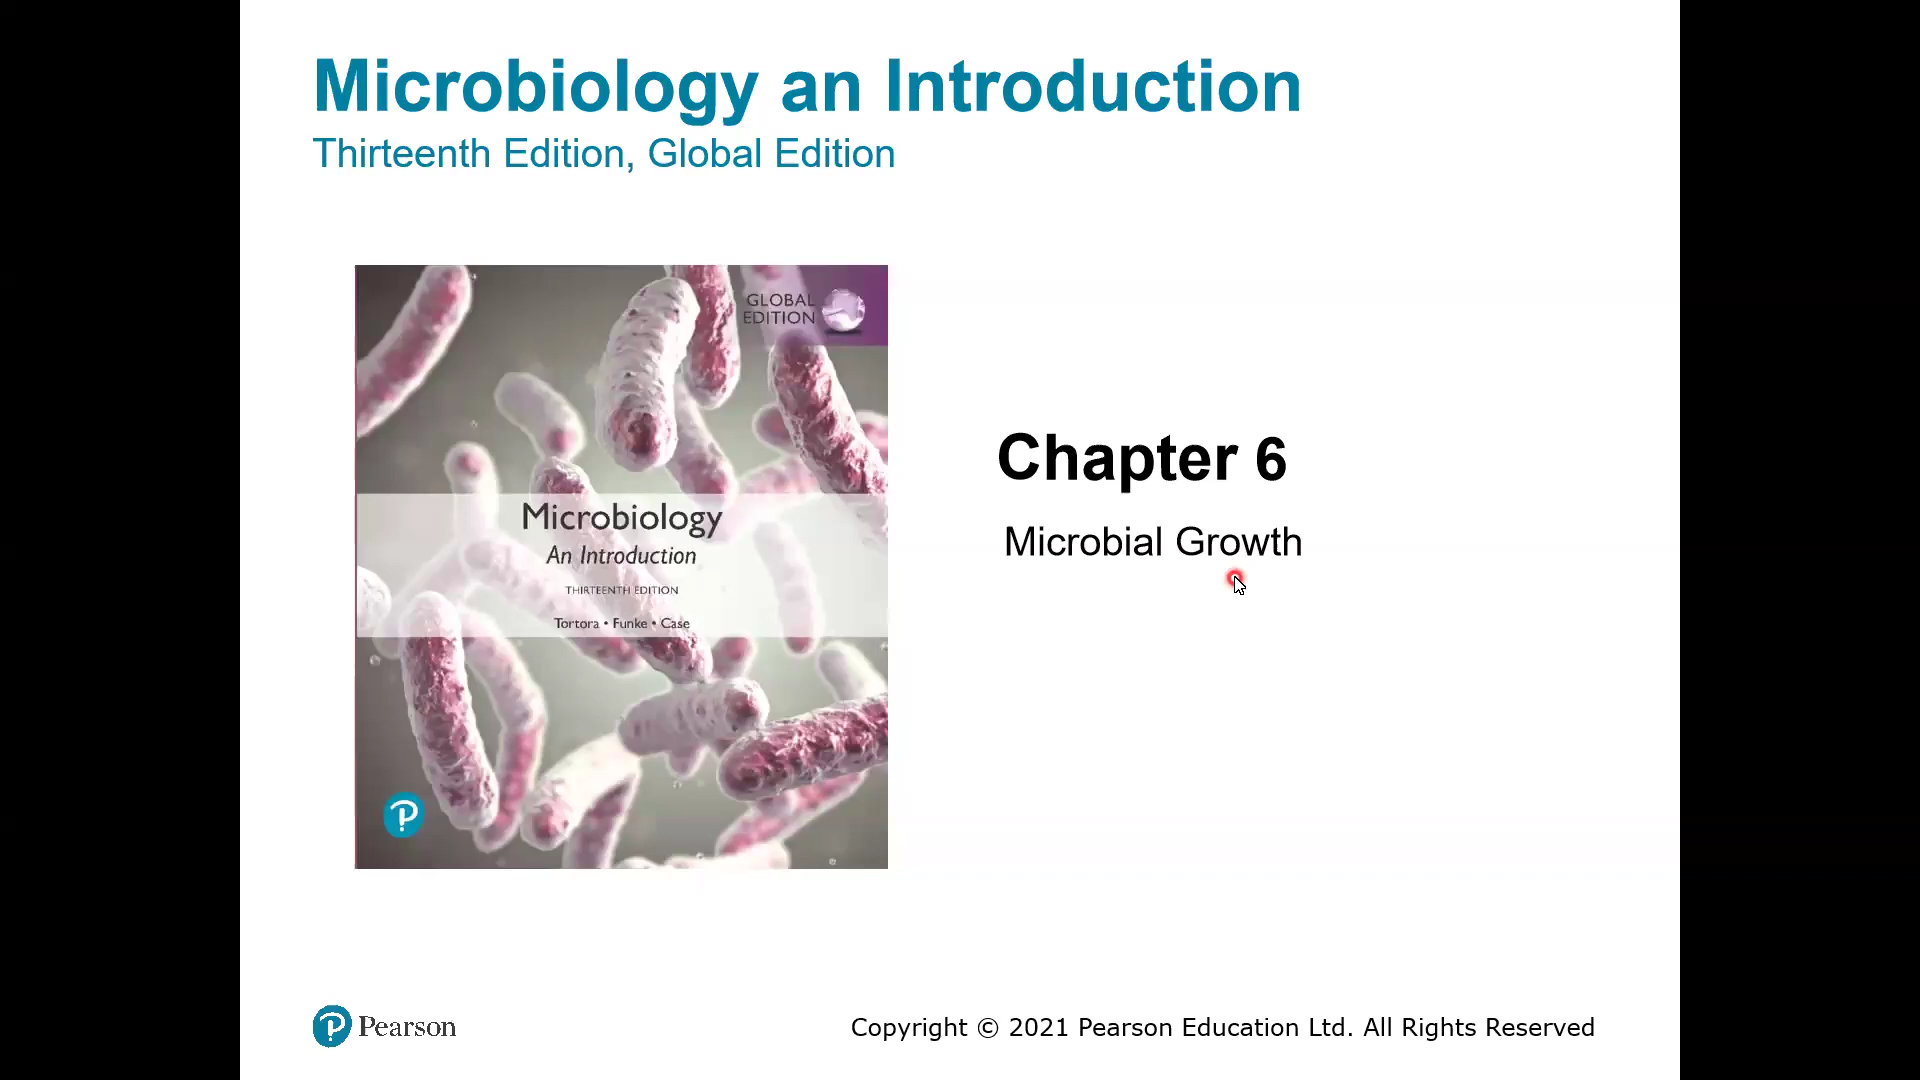 Microbiology an Introduction
Thirteenth Edition, Global Edition
GLOBAL
EDITION
Microbiology
An Introduction
THIRTEENTH EDITION
Tortora • Funke • Case
P
Chapter 6
Microbial Growth
P Pearson
Copyright © 2021 Pearson Education Ltd. All Rights Reserved